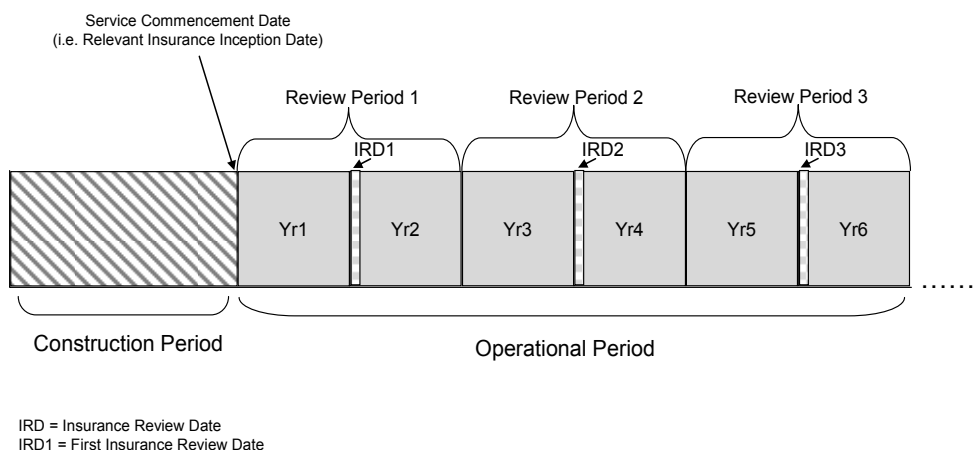 Service Commencement Date
(i.e. Relevant Insurance Inception Date)
Review Period 1
Review Period 2
Review Period 3
IRD1
IRD2
IRD3
Yr1
Yr2
Yr3
Yr4
Yr5
Yr6
......
Construction Period
Operational Period
IRD = Insurance Review Date
IRD1 = First Insurance Review Date